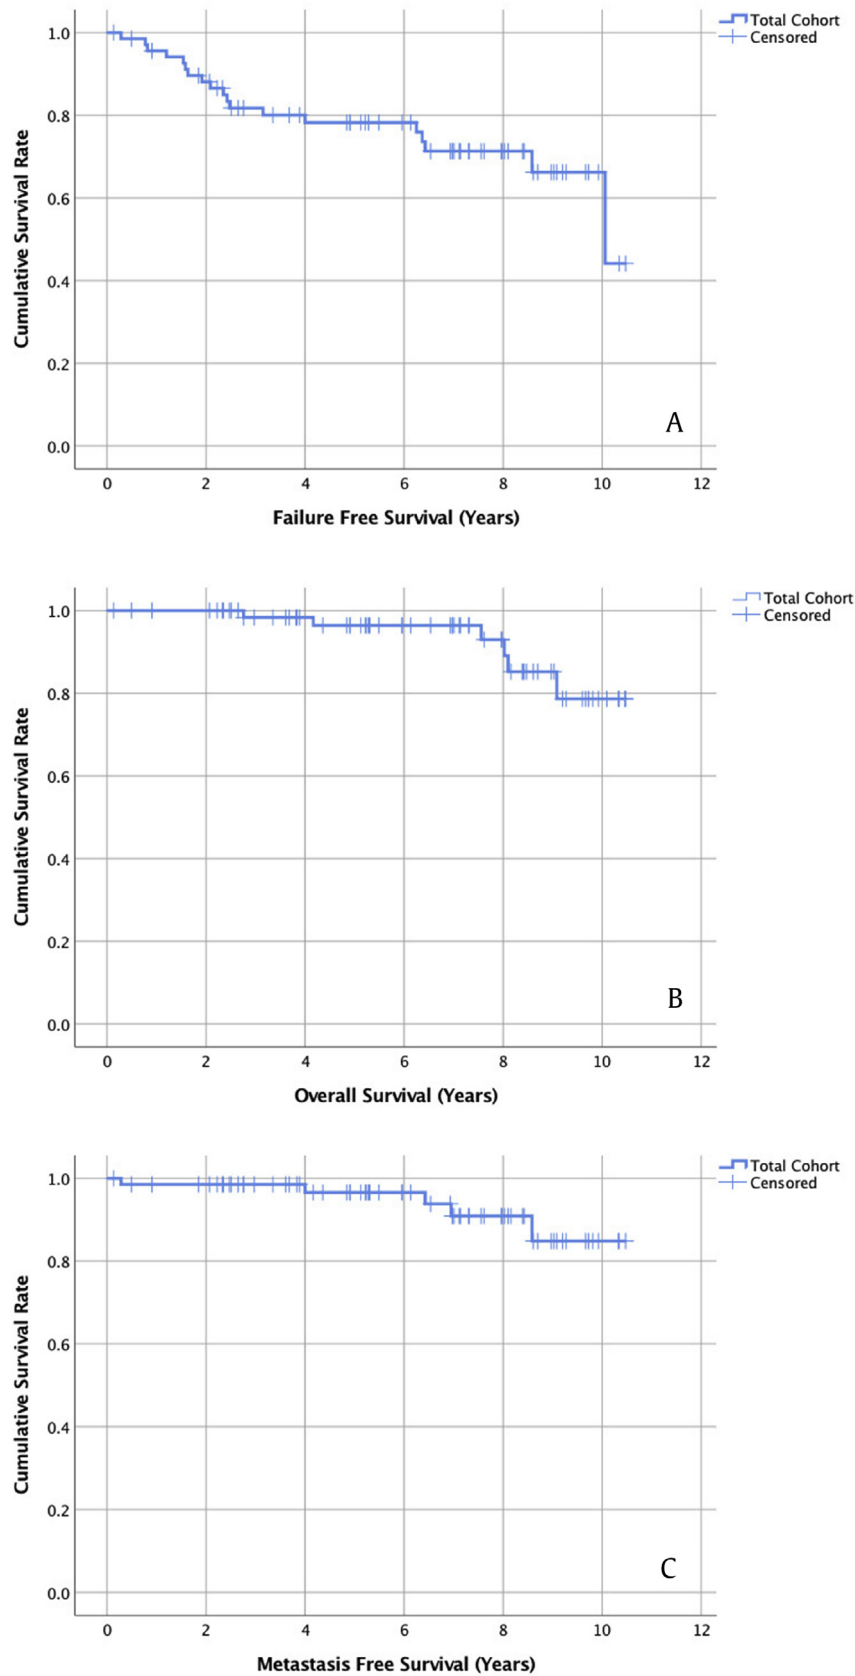 Total Cohort
Censored
1.0
0.8
0.6
0.4
0.2
0.0
Cumulative Survival Rate
A
0 2 4 6 8 10 12
Failure Free Survival (Years)
Total Cohort
Censored
1.0
0.8
0.6
0.4
0.2
0.0
Cumulative Survival Rate
B
0 2 4 6 8 10 12
Overall Survival (Years)
Total Cohort
Censored
1.0
0.8
0.6
0.4
0.2
0.0
Cumulative Survival Rate
C
0 2 4 6 8 10 12
Metastasis Free Survival (Years)